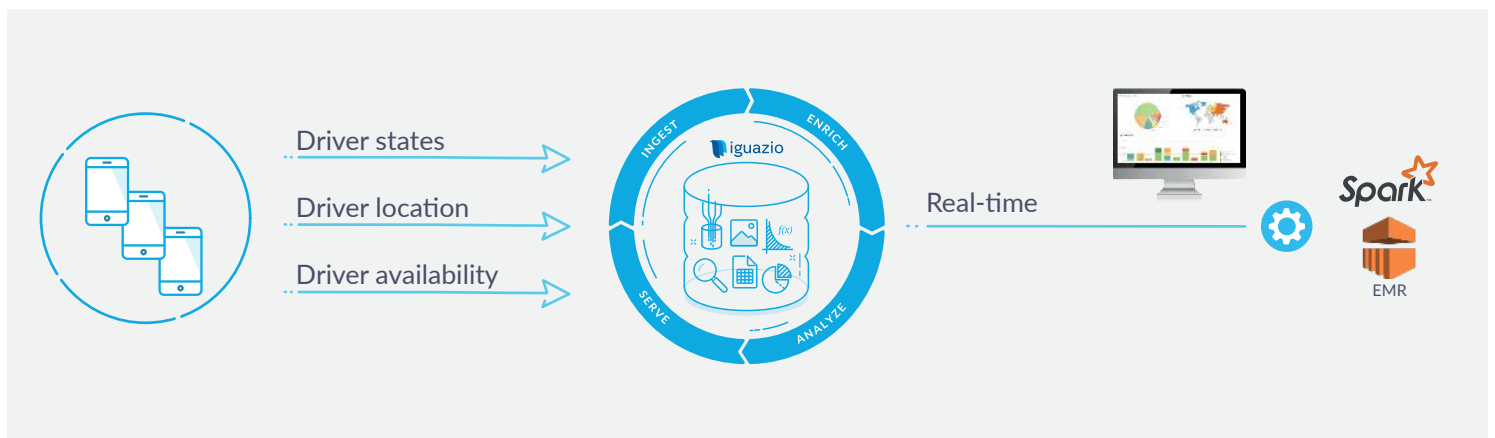 Driver states
Driver location
Driver availability
INGEST
ENRICH
iguazio
f(x)
SERVE
ANALYZE
Real-time
Spark
EMR